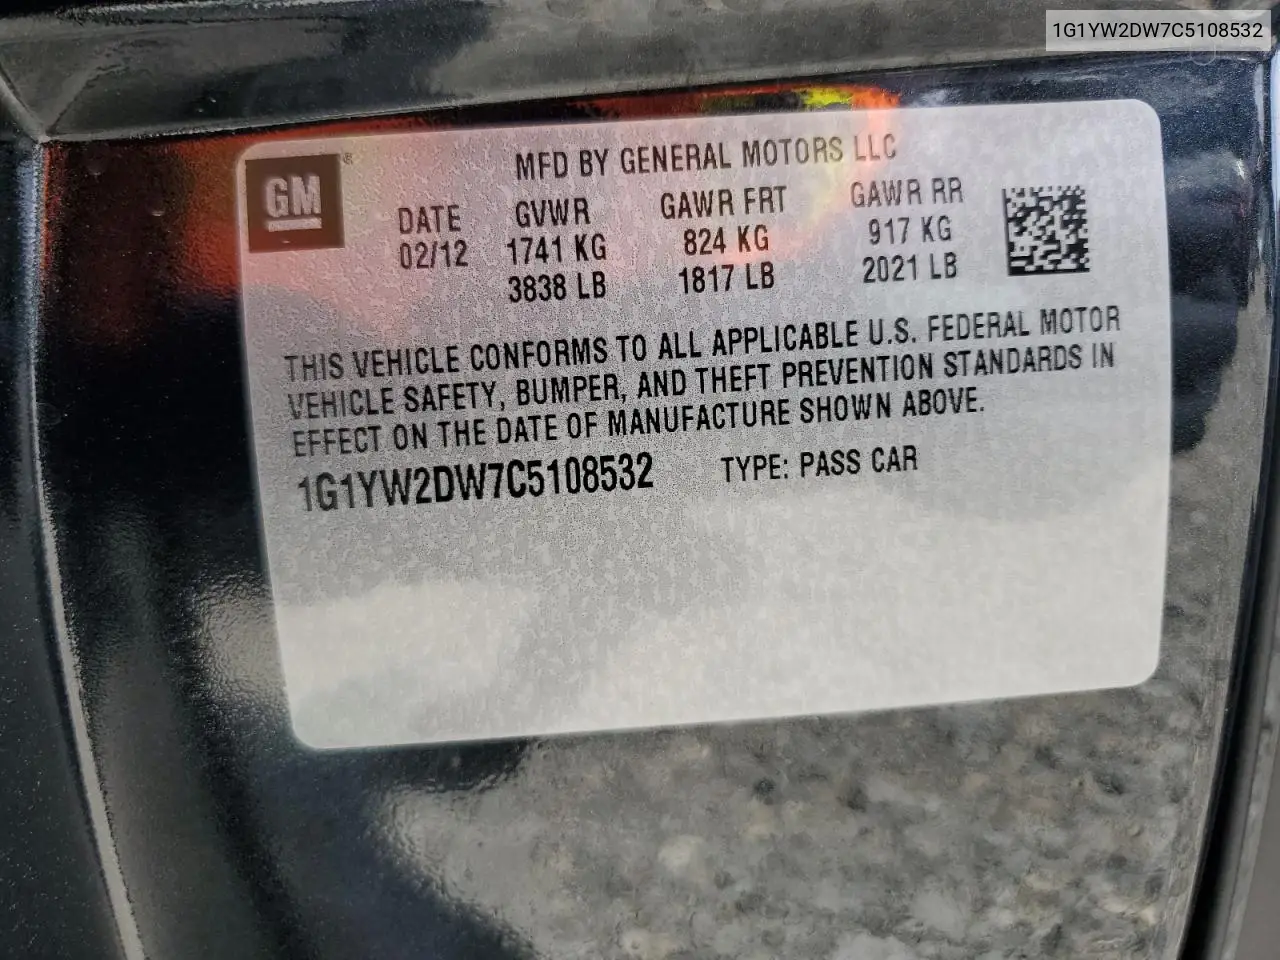 1G1YW2DW7C5108532
GM ®
MFD BY GENERAL MOTORS LLC
DATE GVWR GAWR FRT GAWR RR
02/12 1741 KG 824 KG 917 KG
3838 LB 1817 LB 2021 LB
THIS VEHICLE CONFORMS TO ALL APPLICABLE U.S. FEDERAL MOTOR
VEHICLE SAFETY, BUMPER, AND THEFT PREVENTION STANDARDS IN
EFFECT ON THE DATE OF MANUFACTURE SHOWN ABOVE.
1G1YW2DW7C5108532 TYPE: PASS CAR